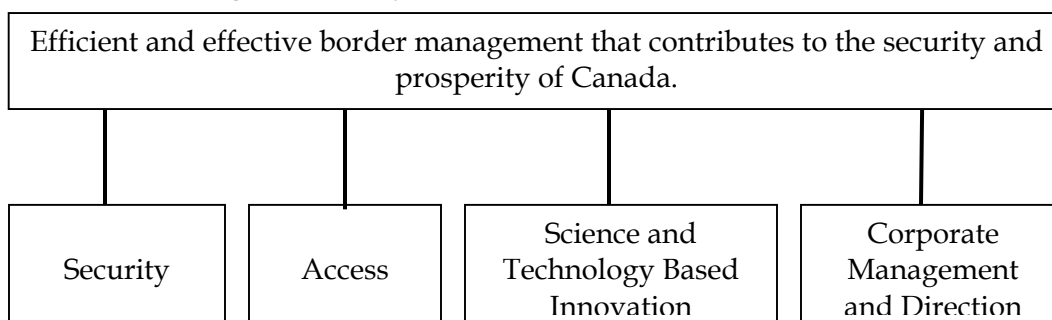 Efficient and effective border management that contributes to the security and
prosperity of Canada.
Security
Access
Science and
Technology Based
Innovation
Corporate
Management
and Direction